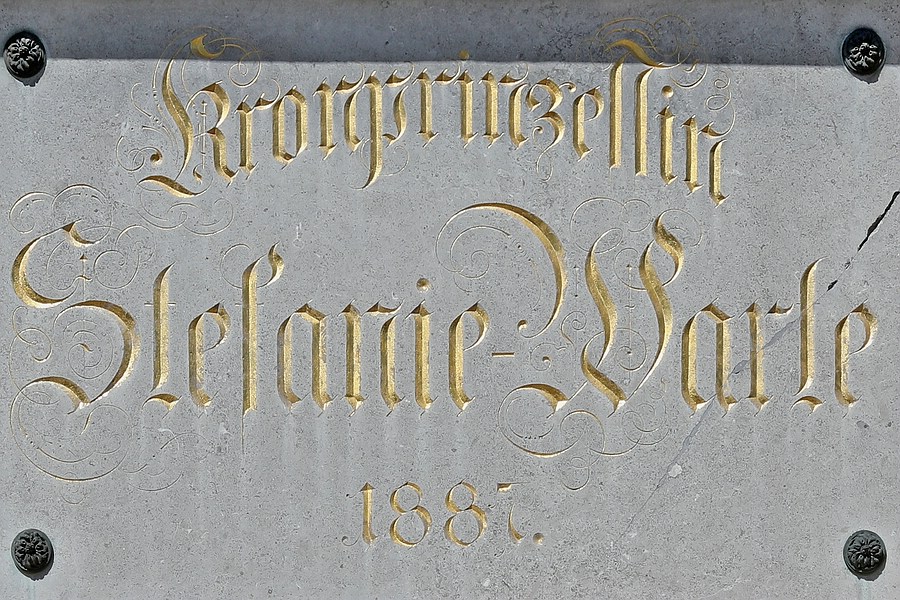 Kronprinzessin
Stefanie-Warte
1887.